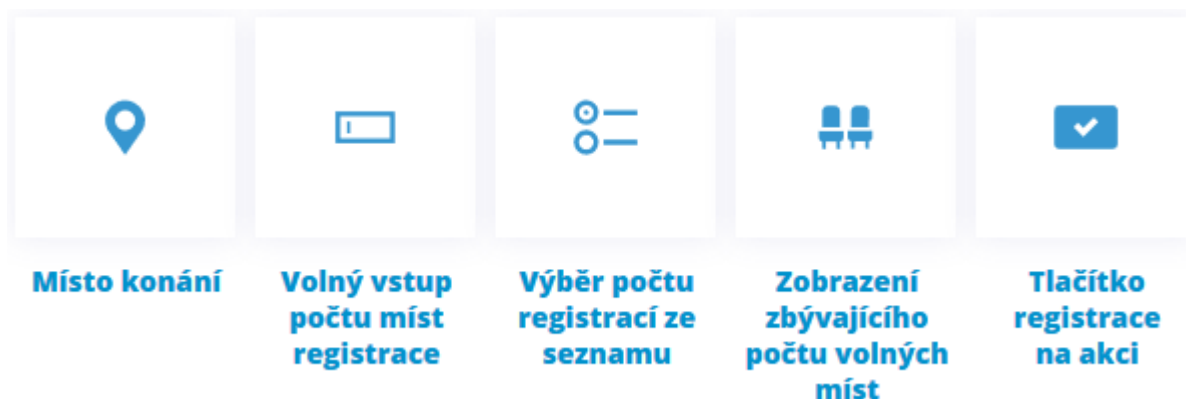 Místo konání
Volný vstup
počtu míst
registrace
Výběr počtu
registrací ze
seznamu
Zobrazení
zbývajícího
počtu volných
míst
Tlačítko
registrace
na akci